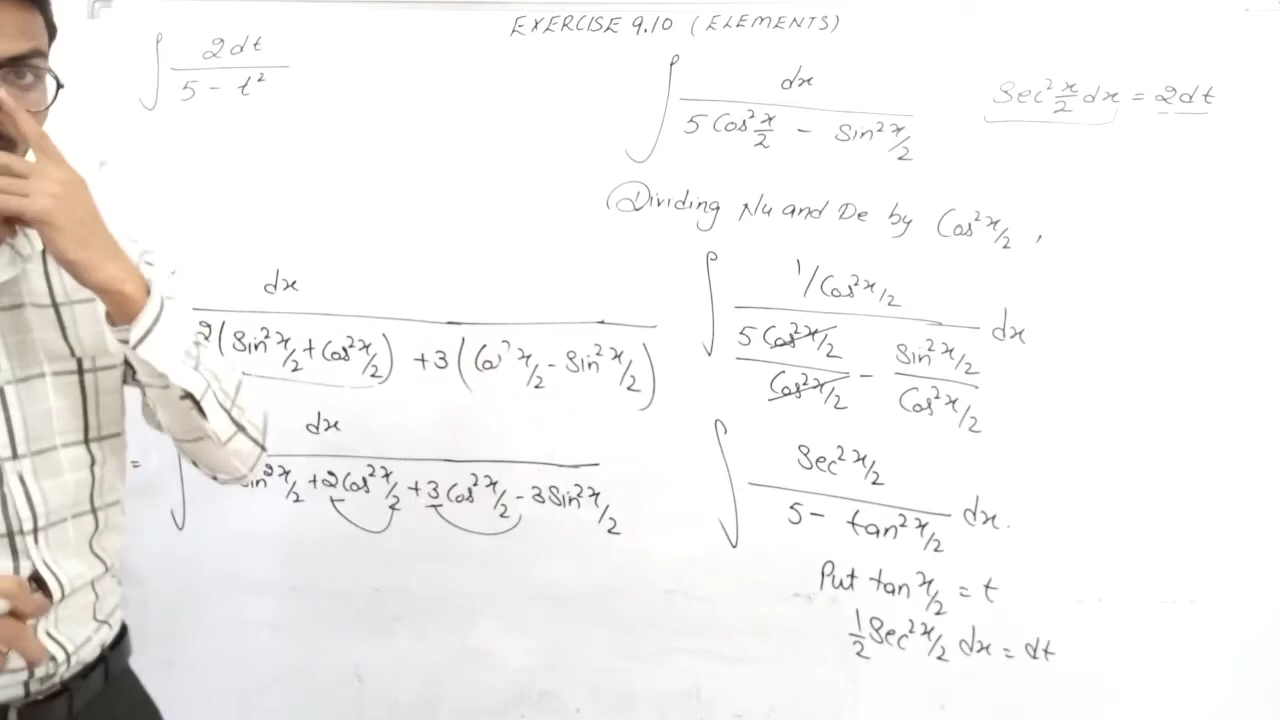 EXERCISE 9.10 (ELEMENTS)
∫ 2dt / (5 - t²)
∫ dx / (5 Cos² x/2 - Sin² x/2)
Sec² x/2 dx = 2dt
Dividing Nu and De by Cos² x/2 ,
dx / (2(Sin² x/2 + Cos² x/2) + 3(Cos² x/2 - Sin² x/2))
= ∫ dx / (in² x/2 + 2Cos² x/2 + 3Cos² x/2 - 3Sin² x/2)
∫ (1/Cos² x/2) / (5 Cos² x/2 / Cos² x/2 - Sin² x/2 / Cos² x/2) dx
∫ Sec² x/2 / (5 - tan² x/2) dx.
Put tan x/2 = t
1/2 Sec² x/2 dx = dt